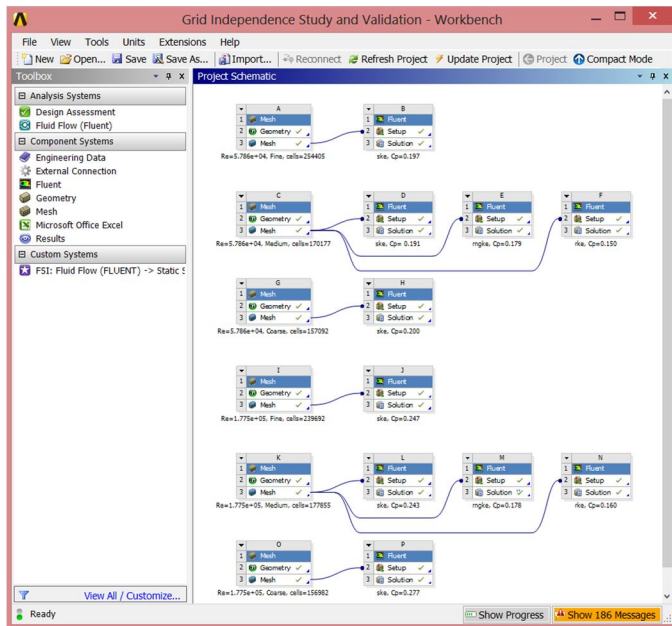 Grid Independence Study and Validation - Workbench
File View Tools Units Extensions Help
New Open... Save Save As... Import... Reconnect Refresh Project Update Project Project Compact Mode
Toolbox
Project Schematic
Analysis Systems
Design Assessment
Fluid Flow (Fluent)
Component Systems
Engineering Data
External Connection
Fluent
Geometry
Mesh
Microsoft Office Excel
Results
Custom Systems
FSI: Fluid Flow (FLUENT) -> Static S
View All / Customize...
A
1 Mesh
2 Geometry
3 Mesh
Re=5.786e+04, Fine, cells=254405
B
1 Fluent
2 Setup
3 Solution
ske, Cp=0.197
C
1 Mesh
2 Geometry
3 Mesh
Re=5.786e+04, Medium, cells=170177
D
1 Fluent
2 Setup
3 Solution
ske, Cp= 0.191
E
1 Fluent
2 Setup
3 Solution
rngke, Cp=0.179
F
1 Fluent
2 Setup
3 Solution
rke, Cp=0.150
G
1 Mesh
2 Geometry
3 Mesh
Re=5.786e+04, Coarse, cells=157092
H
1 Fluent
2 Setup
3 Solution
ske, Cp=0.200
I
1 Mesh
2 Geometry
3 Mesh
Re=1.775e+05, Fine, cells=239692
J
1 Fluent
2 Setup
3 Solution
ske, Cp=0.247
K
1 Mesh
2 Geometry
3 Mesh
Re=1.775e+05, Medium, cells=177855
L
1 Fluent
2 Setup
3 Solution
ske, Cp=0.243
M
1 Fluent
2 Setup
3 Solution
rngke, Cp=0.178
N
1 Fluent
2 Setup
3 Solution
rke, Cp=0.160
O
1 Mesh
2 Geometry
3 Mesh
Re=1.775e+05, Coarse, cells=156982
P
1 Fluent
2 Setup
3 Solution
ske, Cp=0.277
Ready
Show Progress
Show 186 Messages